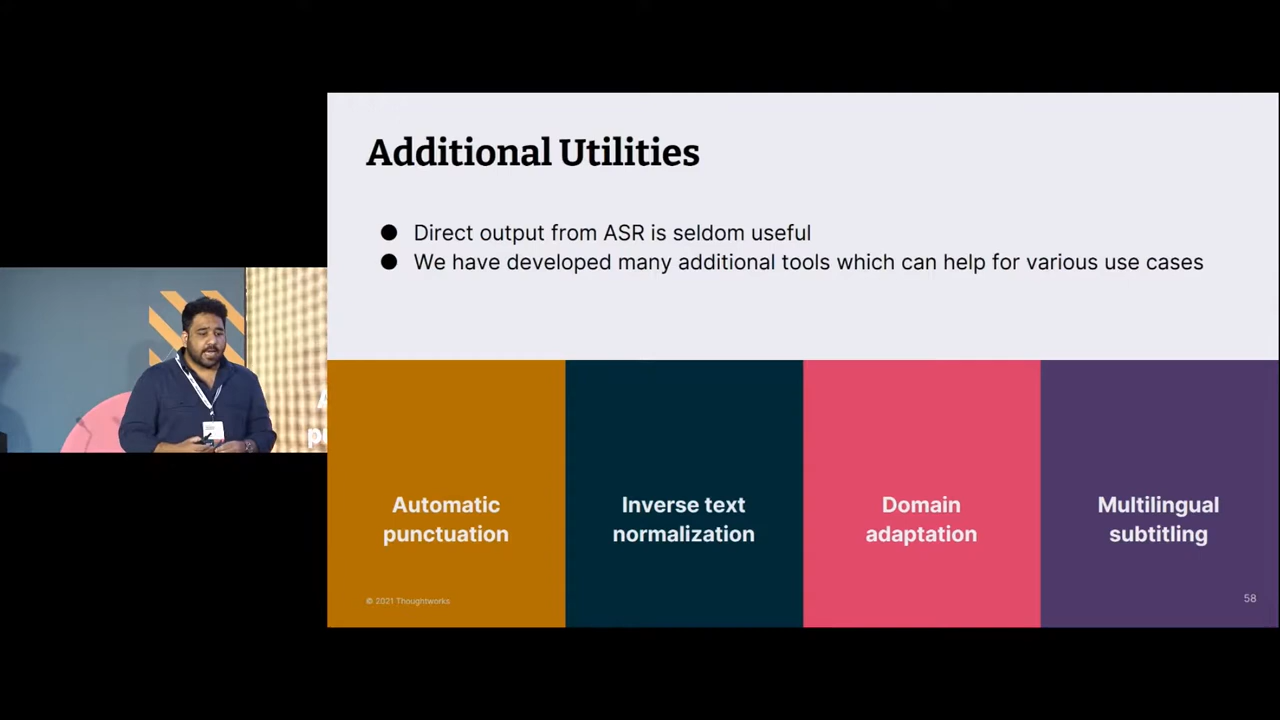 Additional Utilities
● Direct output from ASR is seldom useful
● We have developed many additional tools which can help for various use cases
Automatic
punctuation
Inverse text
normalization
Domain
adaptation
Multilingual
subtitling
© 2021 Thoughtworks
58